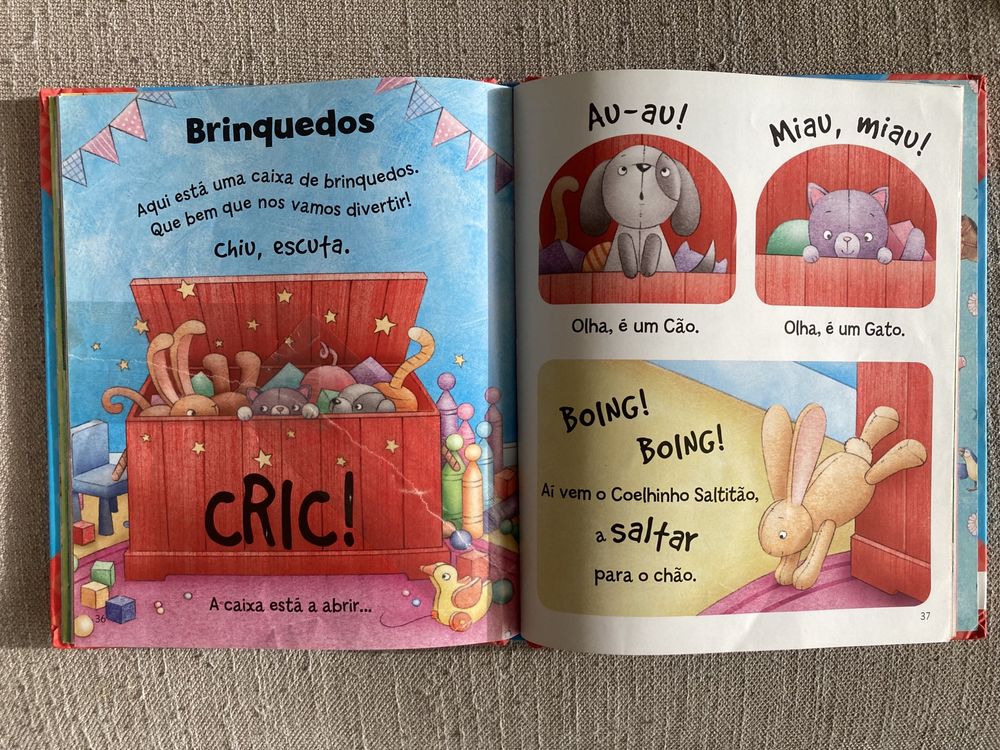 Brinquedos
Aqui está uma caixa de brinquedos.
Que bem que nos vamos divertir!
Chiu, escuta.
CRIC!
A caixa está a abrir...
36
Au-au!
Olha, é um Cão.
Miau, miau!
Olha, é um Gato.
BOING!
BOING!
Aí vem o Coelhinho Saltitão,
a saltar
para o chão.
37